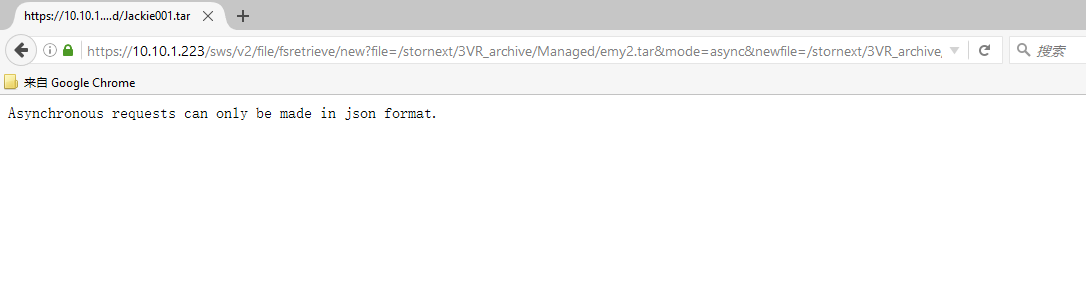 https://10.10.1....d/Jackie001.tar
https://10.10.1.223/sws/v2/file/fsretrieve/new?file=/stornext/3VR_archive/Managed/emy2.tar&mode=async&newfile=/stornext/3VR_archive,
搜索
来自 Google Chrome
Asynchronous requests can only be made in json format.